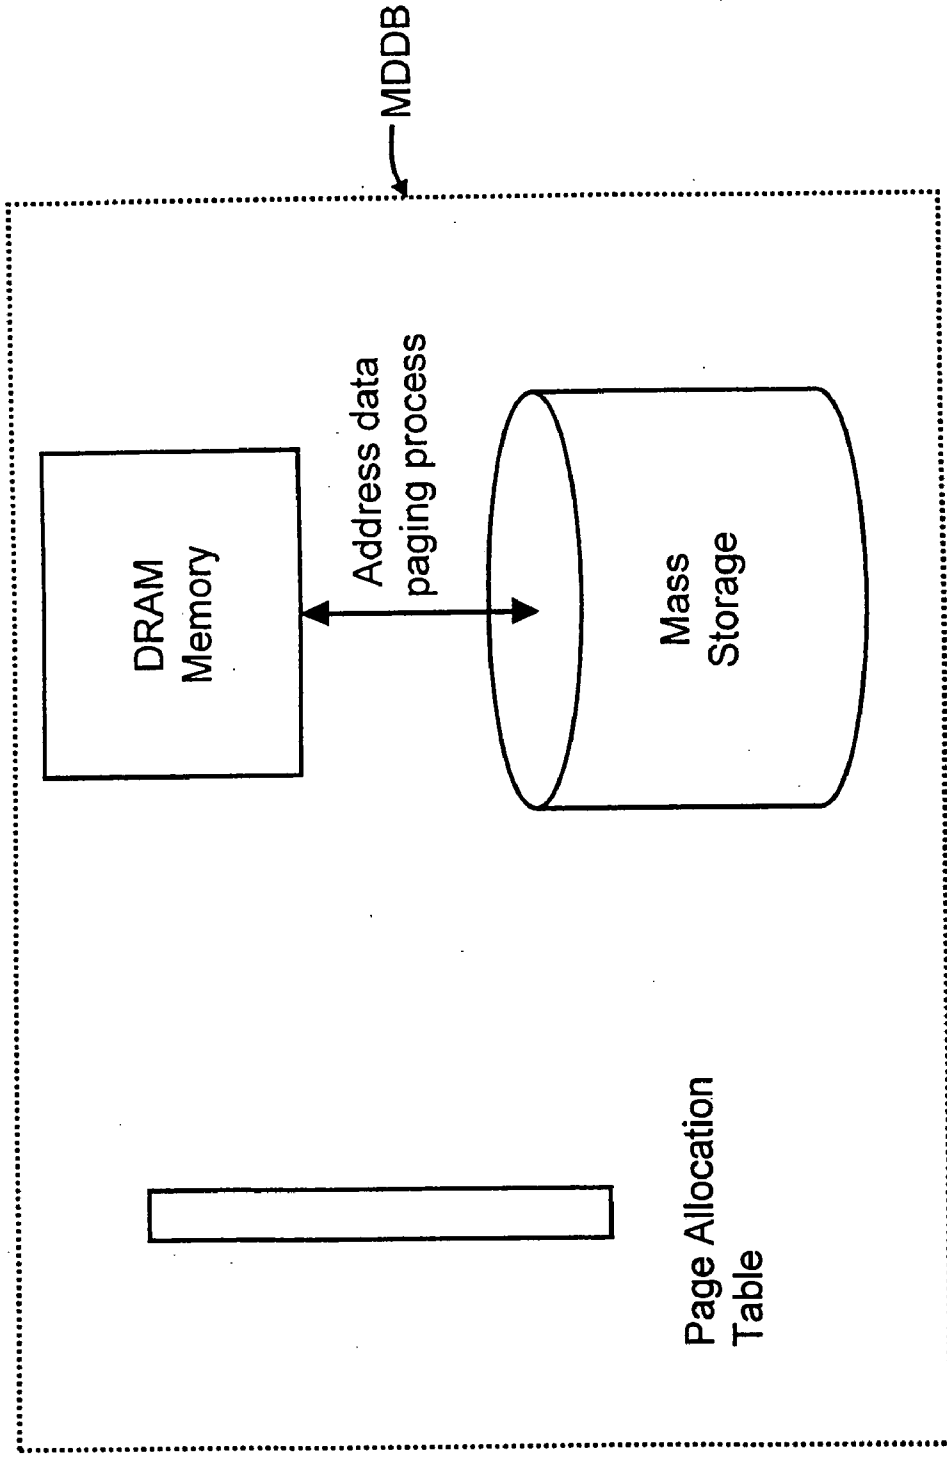 Page Allocation
Table
DRAM
Memory
Address data
paging process
Mass
Storage
MDDB